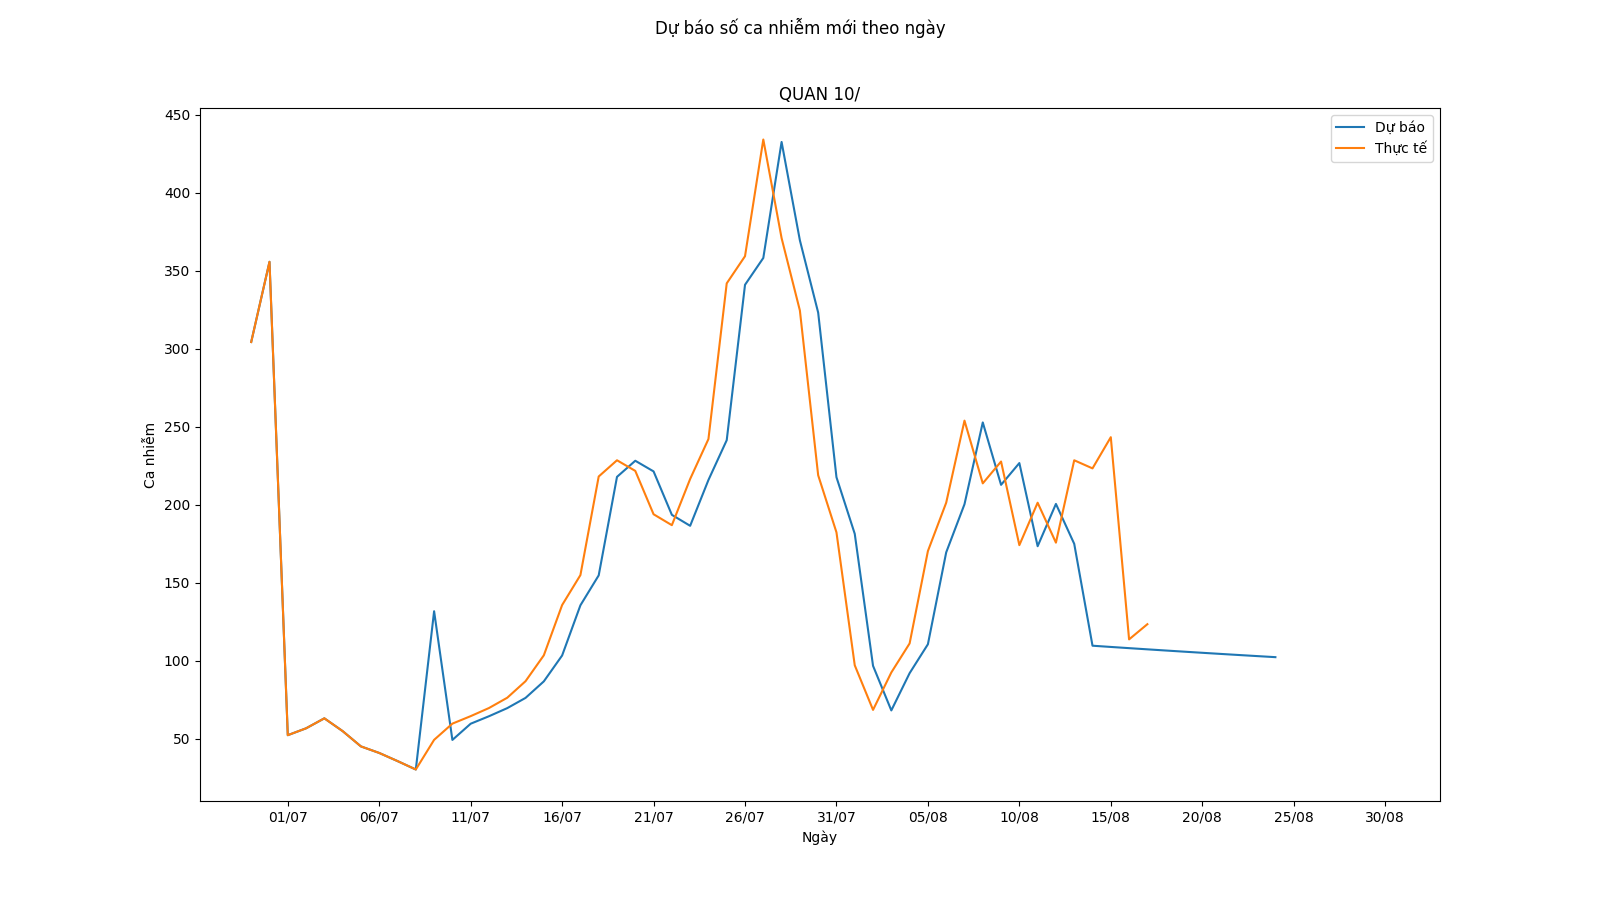 Dự báo số ca nhiễm mới theo ngày
QUAN 10/
450
400
350
300
250
200
150
100
50
Ca nhiễm
Dự báo
Thực tế
01/07 06/07 11/07 16/07 21/07 26/07 31/07 05/08 10/08 15/08 20/08 25/08 30/08
Ngày